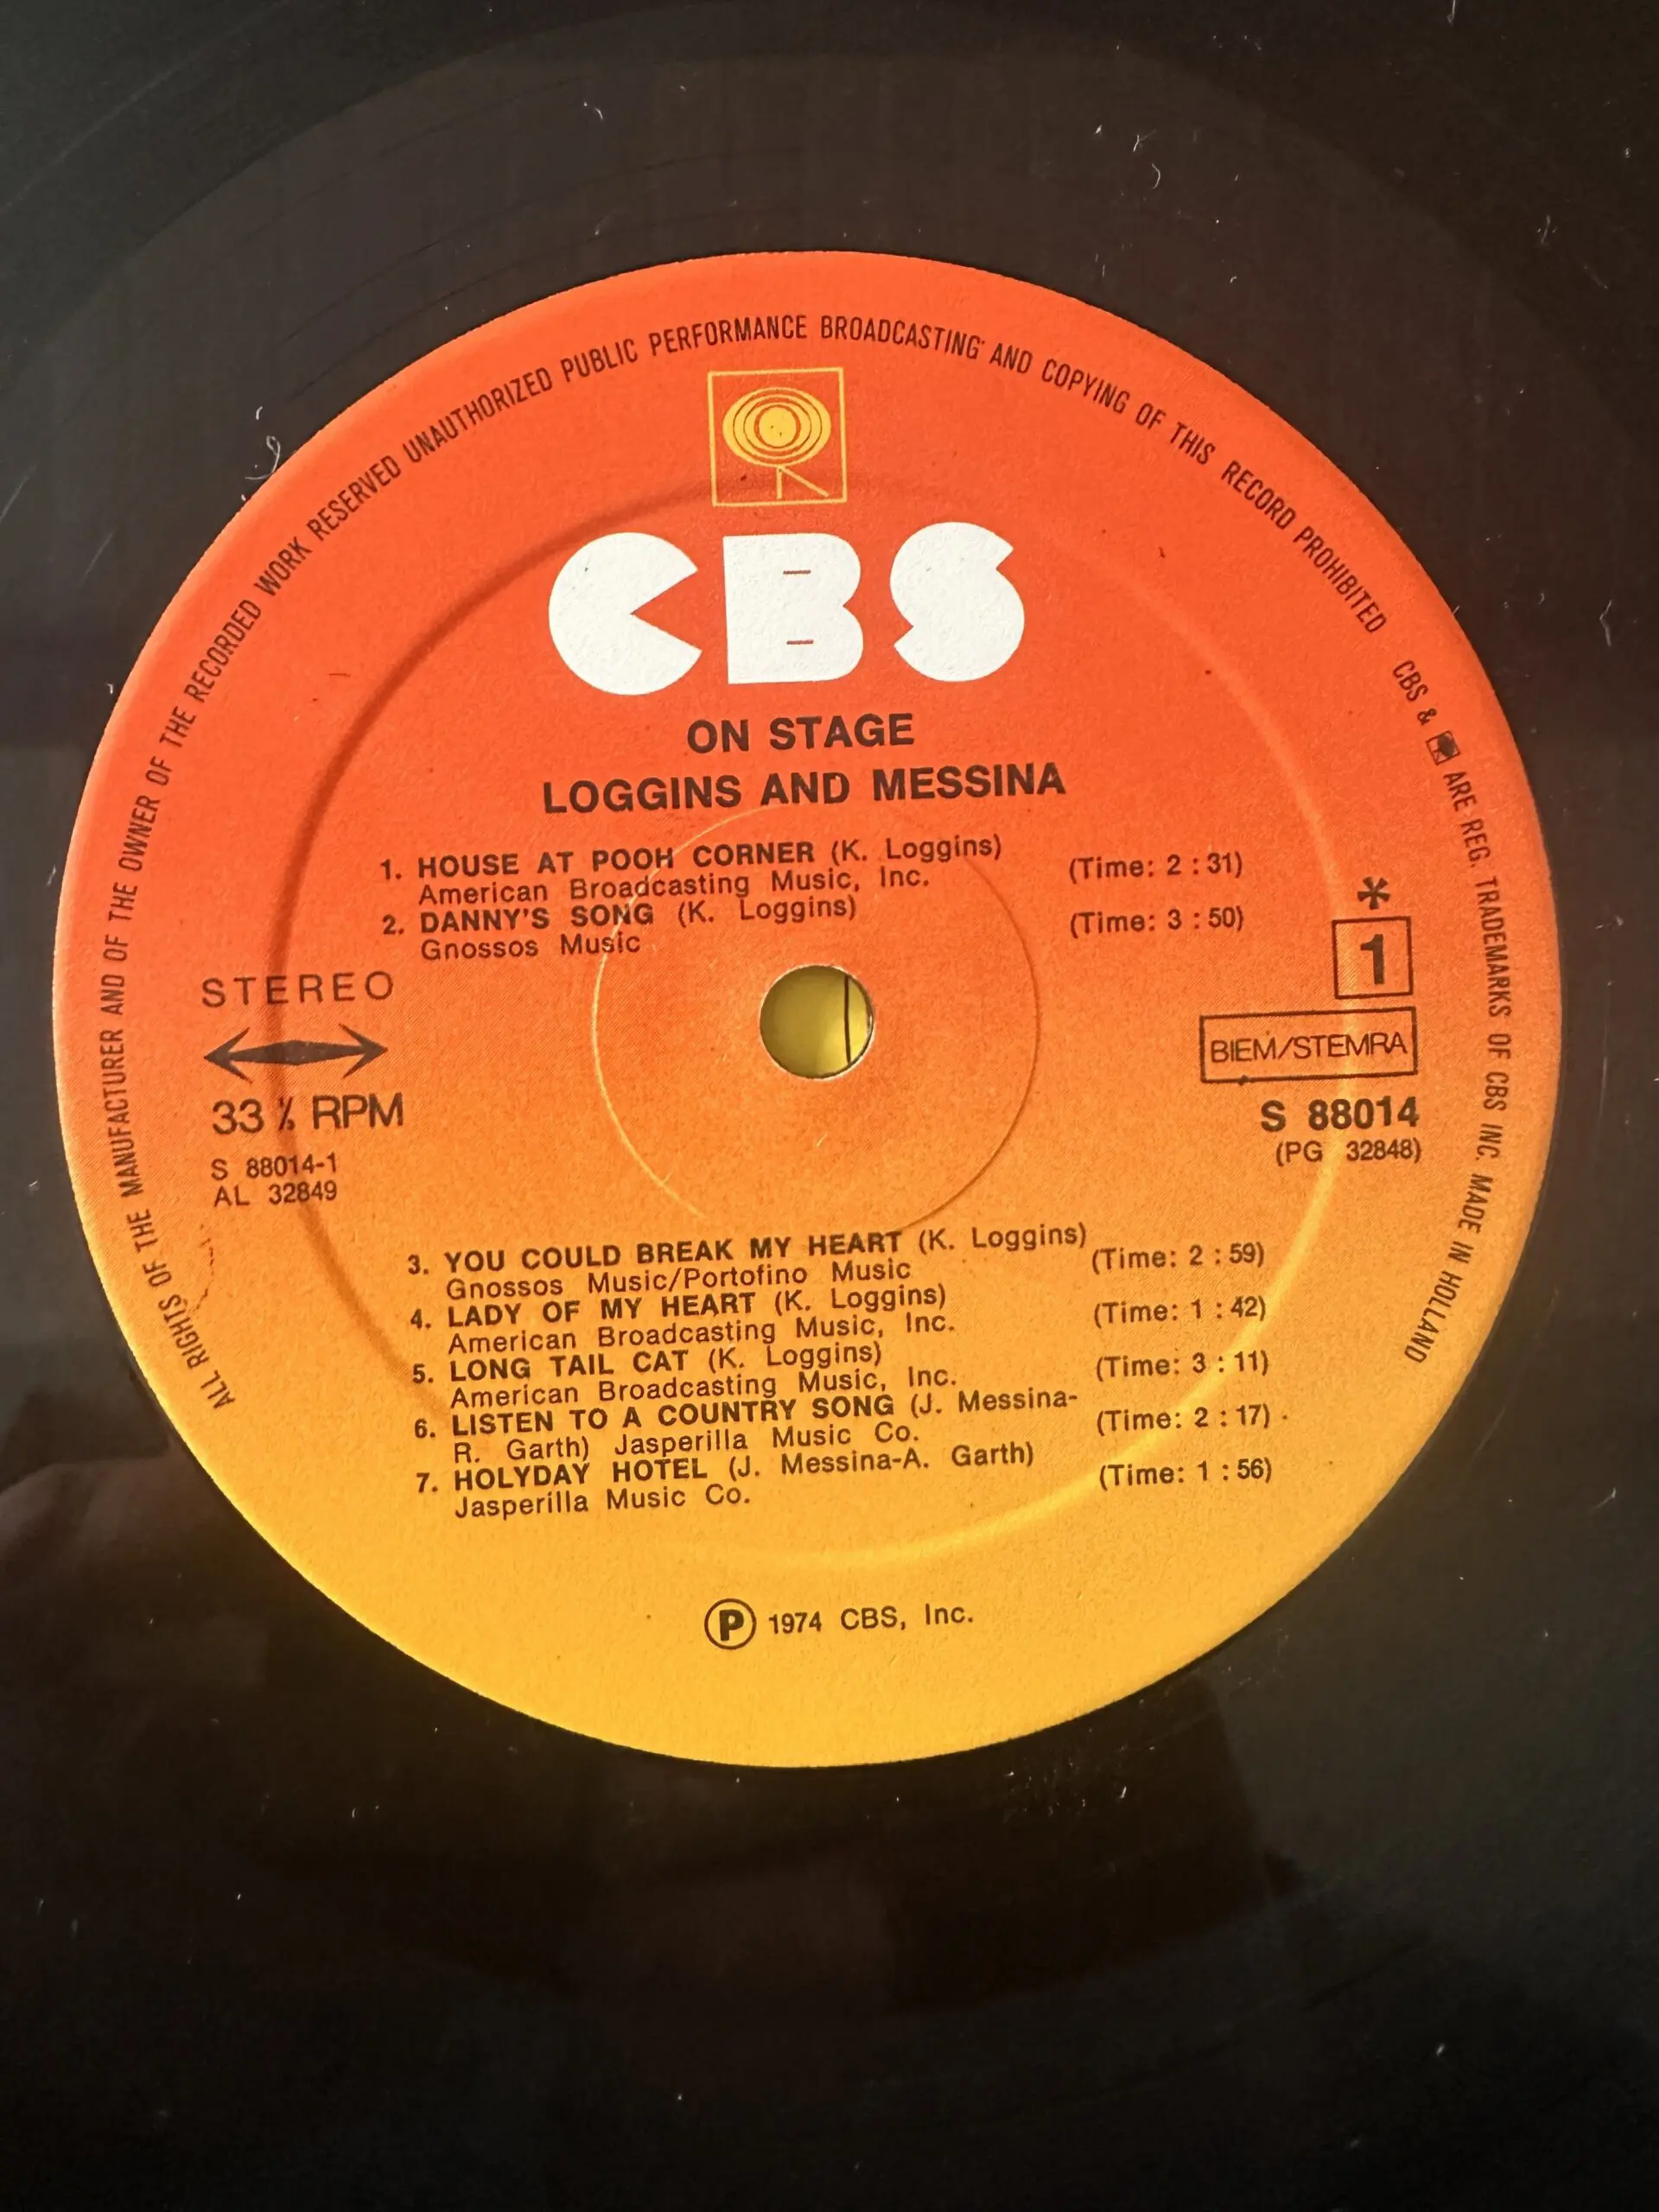 ALL RIGHTS OF THE MANUFACTURER AND OF THE OWNER OF THE RECORDED WORK RESERVED UNAUTHORIZED PUBLIC PERFORMANCE BROADCASTING AND COPYING OF THIS RECORD PROHIBITED
CBS & ARE REG. TRADEMARKS OF CBS INC. MADE IN HOLLAND
CBS
ON STAGE
LOGGINS AND MESSINA
1. HOUSE AT POOH CORNER (K. Loggins) (Time: 2 : 31)
American Broadcasting Music, Inc.
2. DANNY'S SONG (K. Loggins) (Time: 3 : 50)
Gnossos Music
STEREO
33 ⅓ RPM
S 88014-1
AL 32849
*
1
BIEM/STEMRA
S 88014
(PG 32848)
3. YOU COULD BREAK MY HEART (K. Loggins) (Time: 2 : 59)
Gnossos Music/Portofino Music
4. LADY OF MY HEART (K. Loggins) (Time: 1 : 42)
American Broadcasting Music, Inc.
5. LONG TAIL CAT (K. Loggins) (Time: 3 : 11)
American Broadcasting Music, Inc.
6. LISTEN TO A COUNTRY SONG (J. Messina- (Time: 2 : 17)
R. Garth) Jasperilla Music Co.
7. HOLYDAY HOTEL (J. Messina-A. Garth) (Time: 1 : 56)
Jasperilla Music Co.
Ⓟ 1974 CBS, Inc.